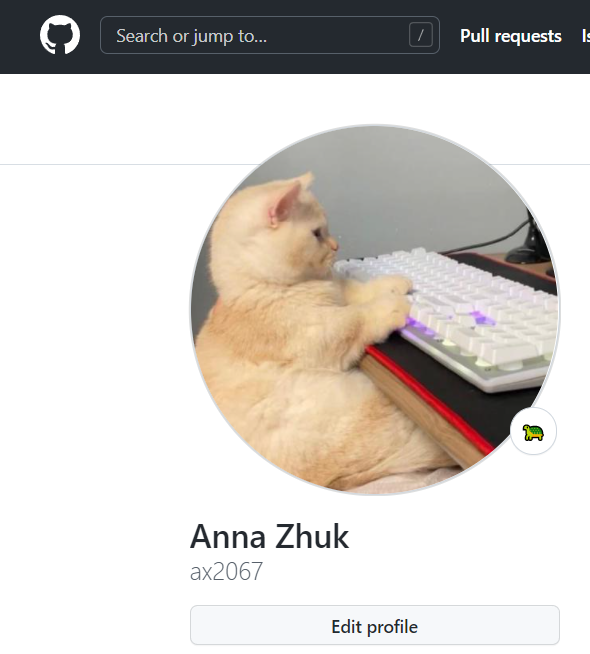 Search or jump to… / Pull requests
Anna Zhuk
ax2067
Edit profile